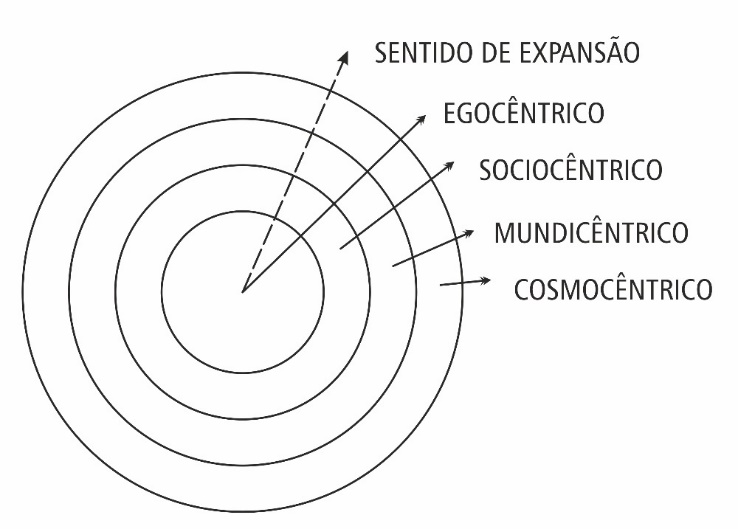 SENTIDO DE EXPANSÃO
EGOCÊNTRICO
SOCIOCÊNTRICO
MUNDICÊNTRICO
COSMOCÊNTRICO